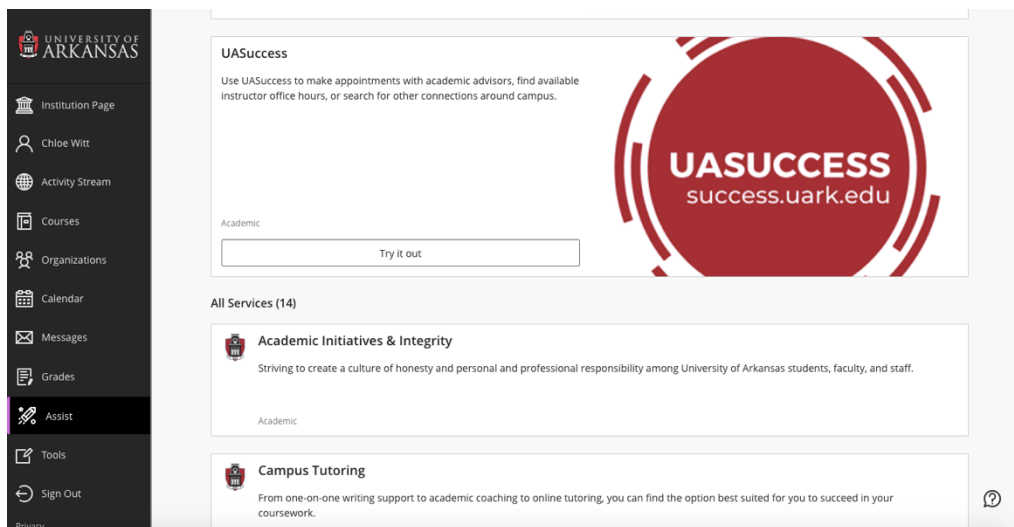 UNIVERSITY OF
ARKANSAS
Institution Page
Chloe Witt
Activity Stream
Courses
Organizations
Calendar
Messages
Grades
Assist
Tools
Sign Out
Privacy
UASuccess
Use UASuccess to make appointments with academic advisors, find available
instructor office hours, or search for other connections around campus.
Academic
Try it out
UASUCCESS
success.uark.edu
All Services (14)
Academic Initiatives & Integrity
Striving to create a culture of honesty and personal and professional responsibility among University of Arkansas students, faculty, and staff.
Academic
Campus Tutoring
From one-on-one writing support to academic coaching to online tutoring, you can find the option best suited for you to succeed in your
coursework.